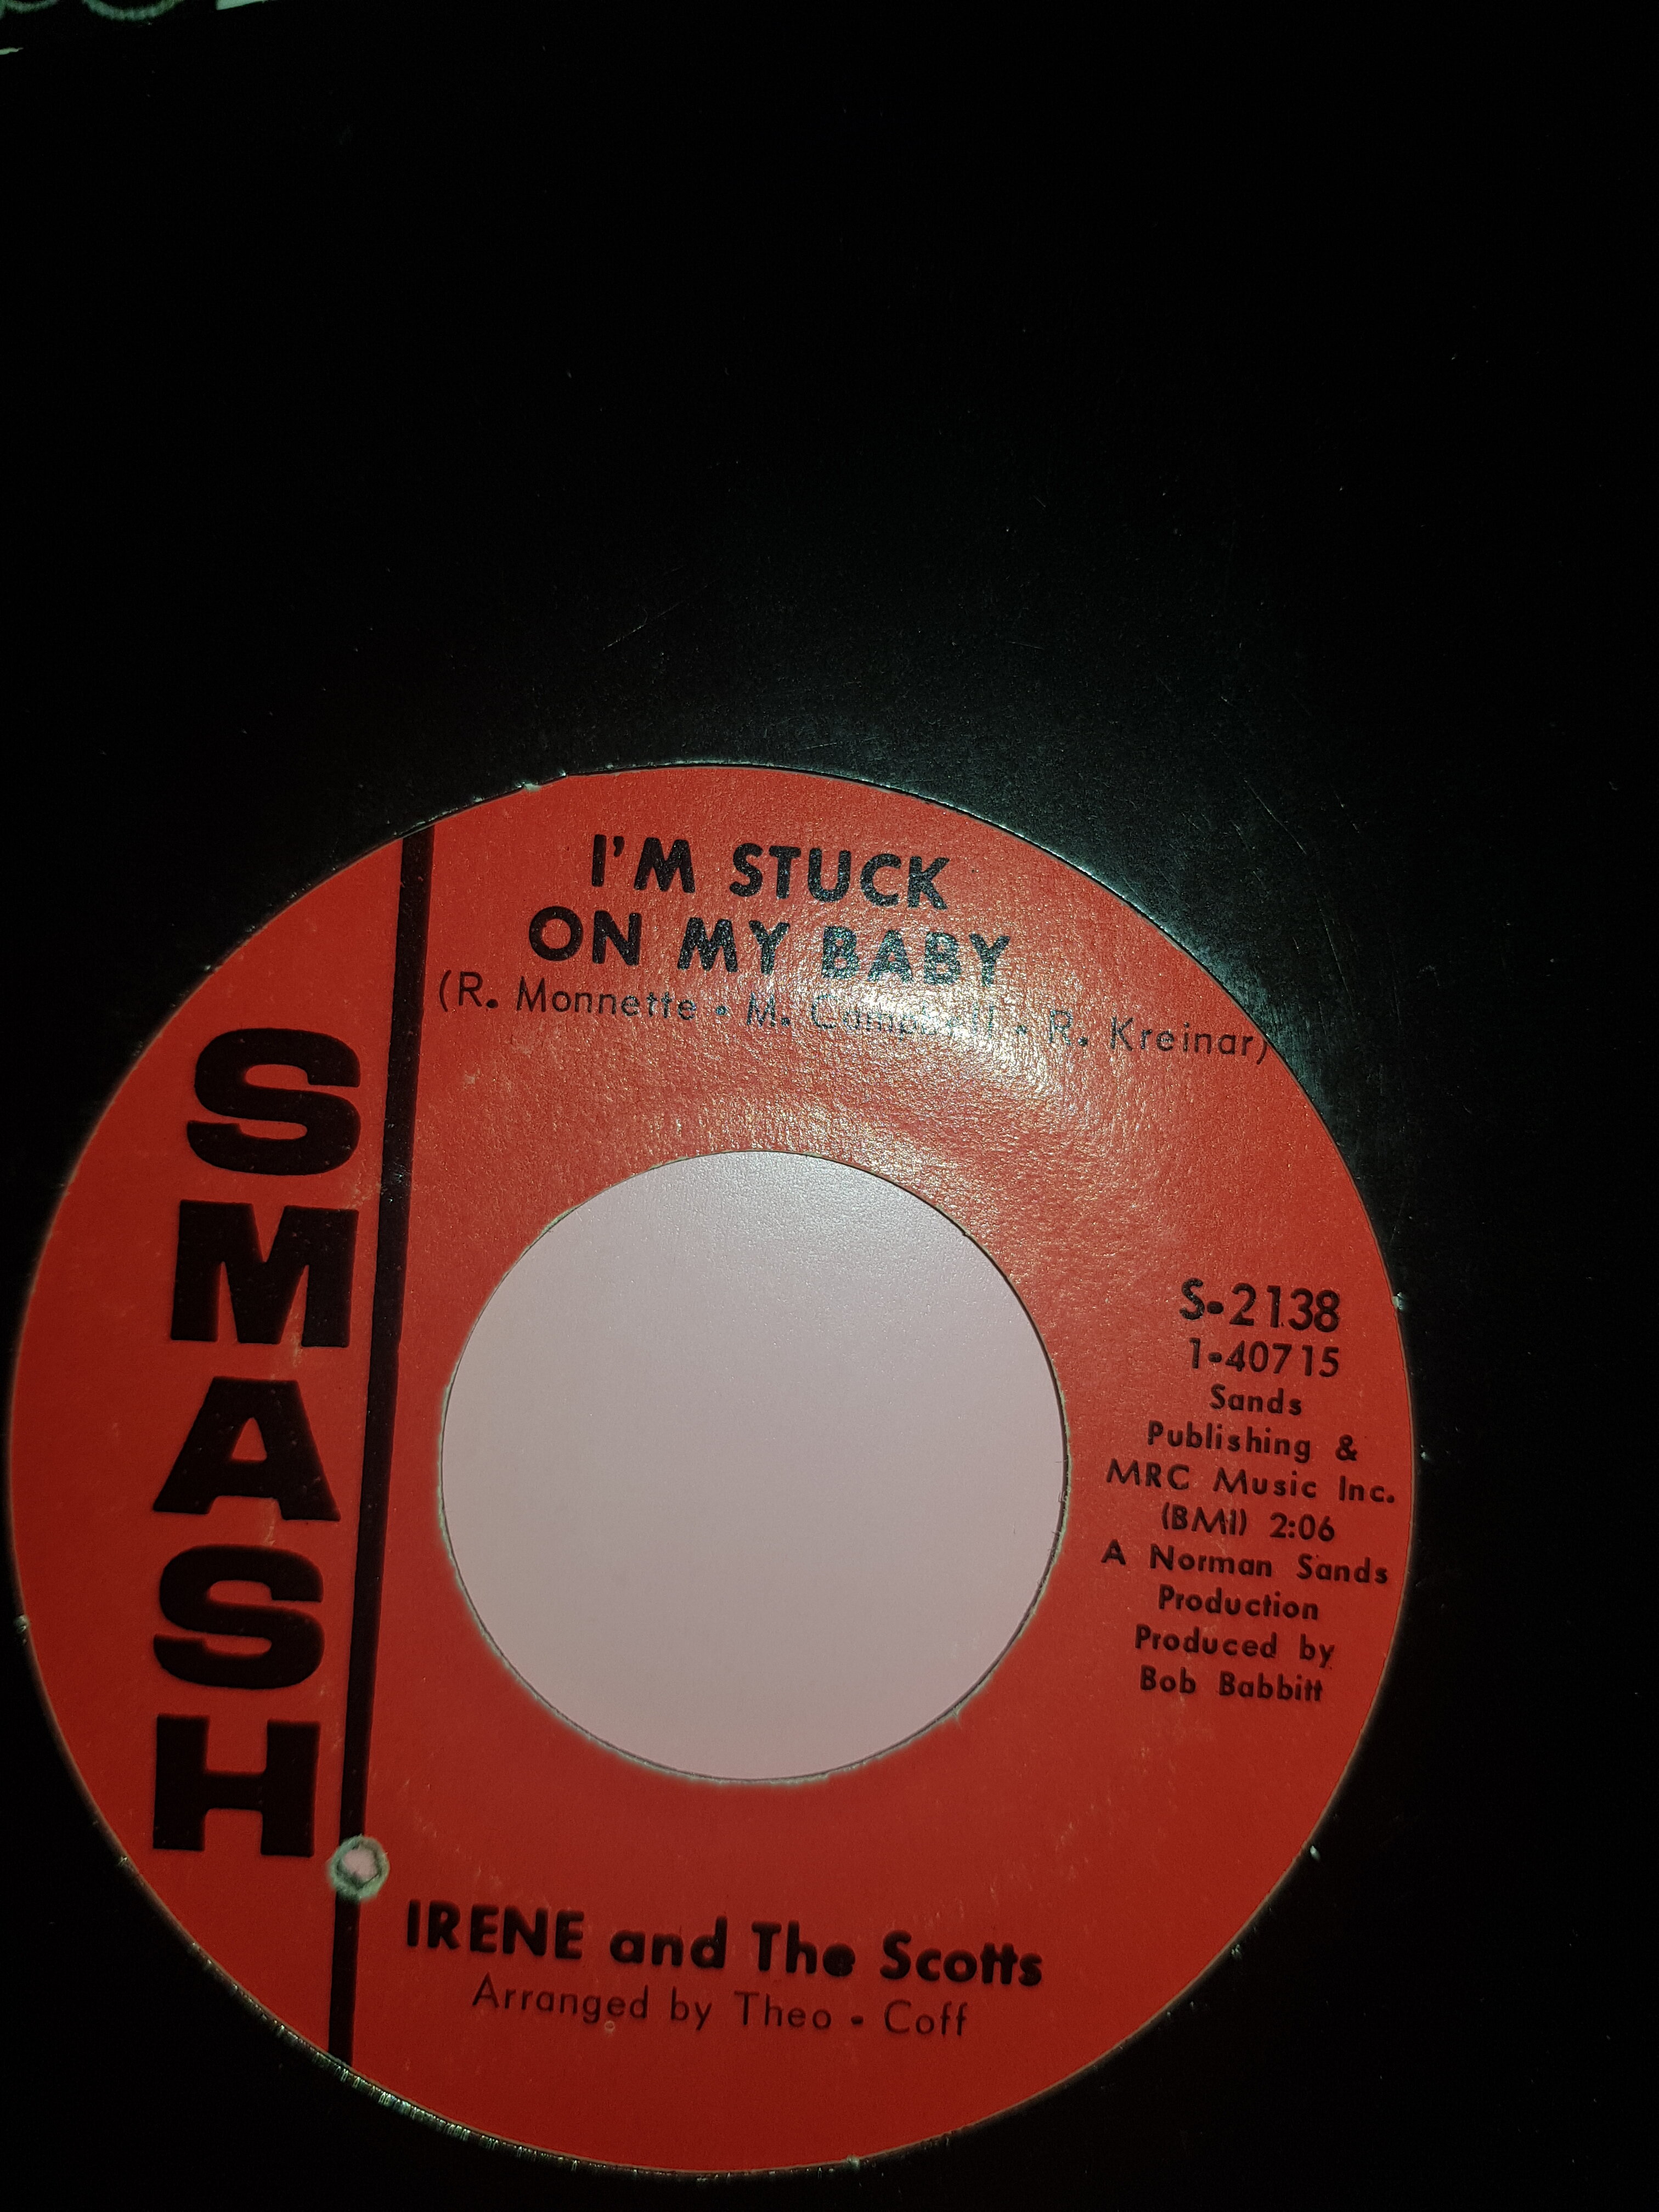 I'M STUCK
ON MY BABY
(R. Monnette • M. Campbell • R. Kreinar)
SMASH
S-2138
1-40715
Sands
Publishing &
MRC Music Inc.
(BMI) 2:06
A Norman Sands
Production
Produced by
Bob Babbitt
IRENE and The Scotts
Arranged by Theo - Coff